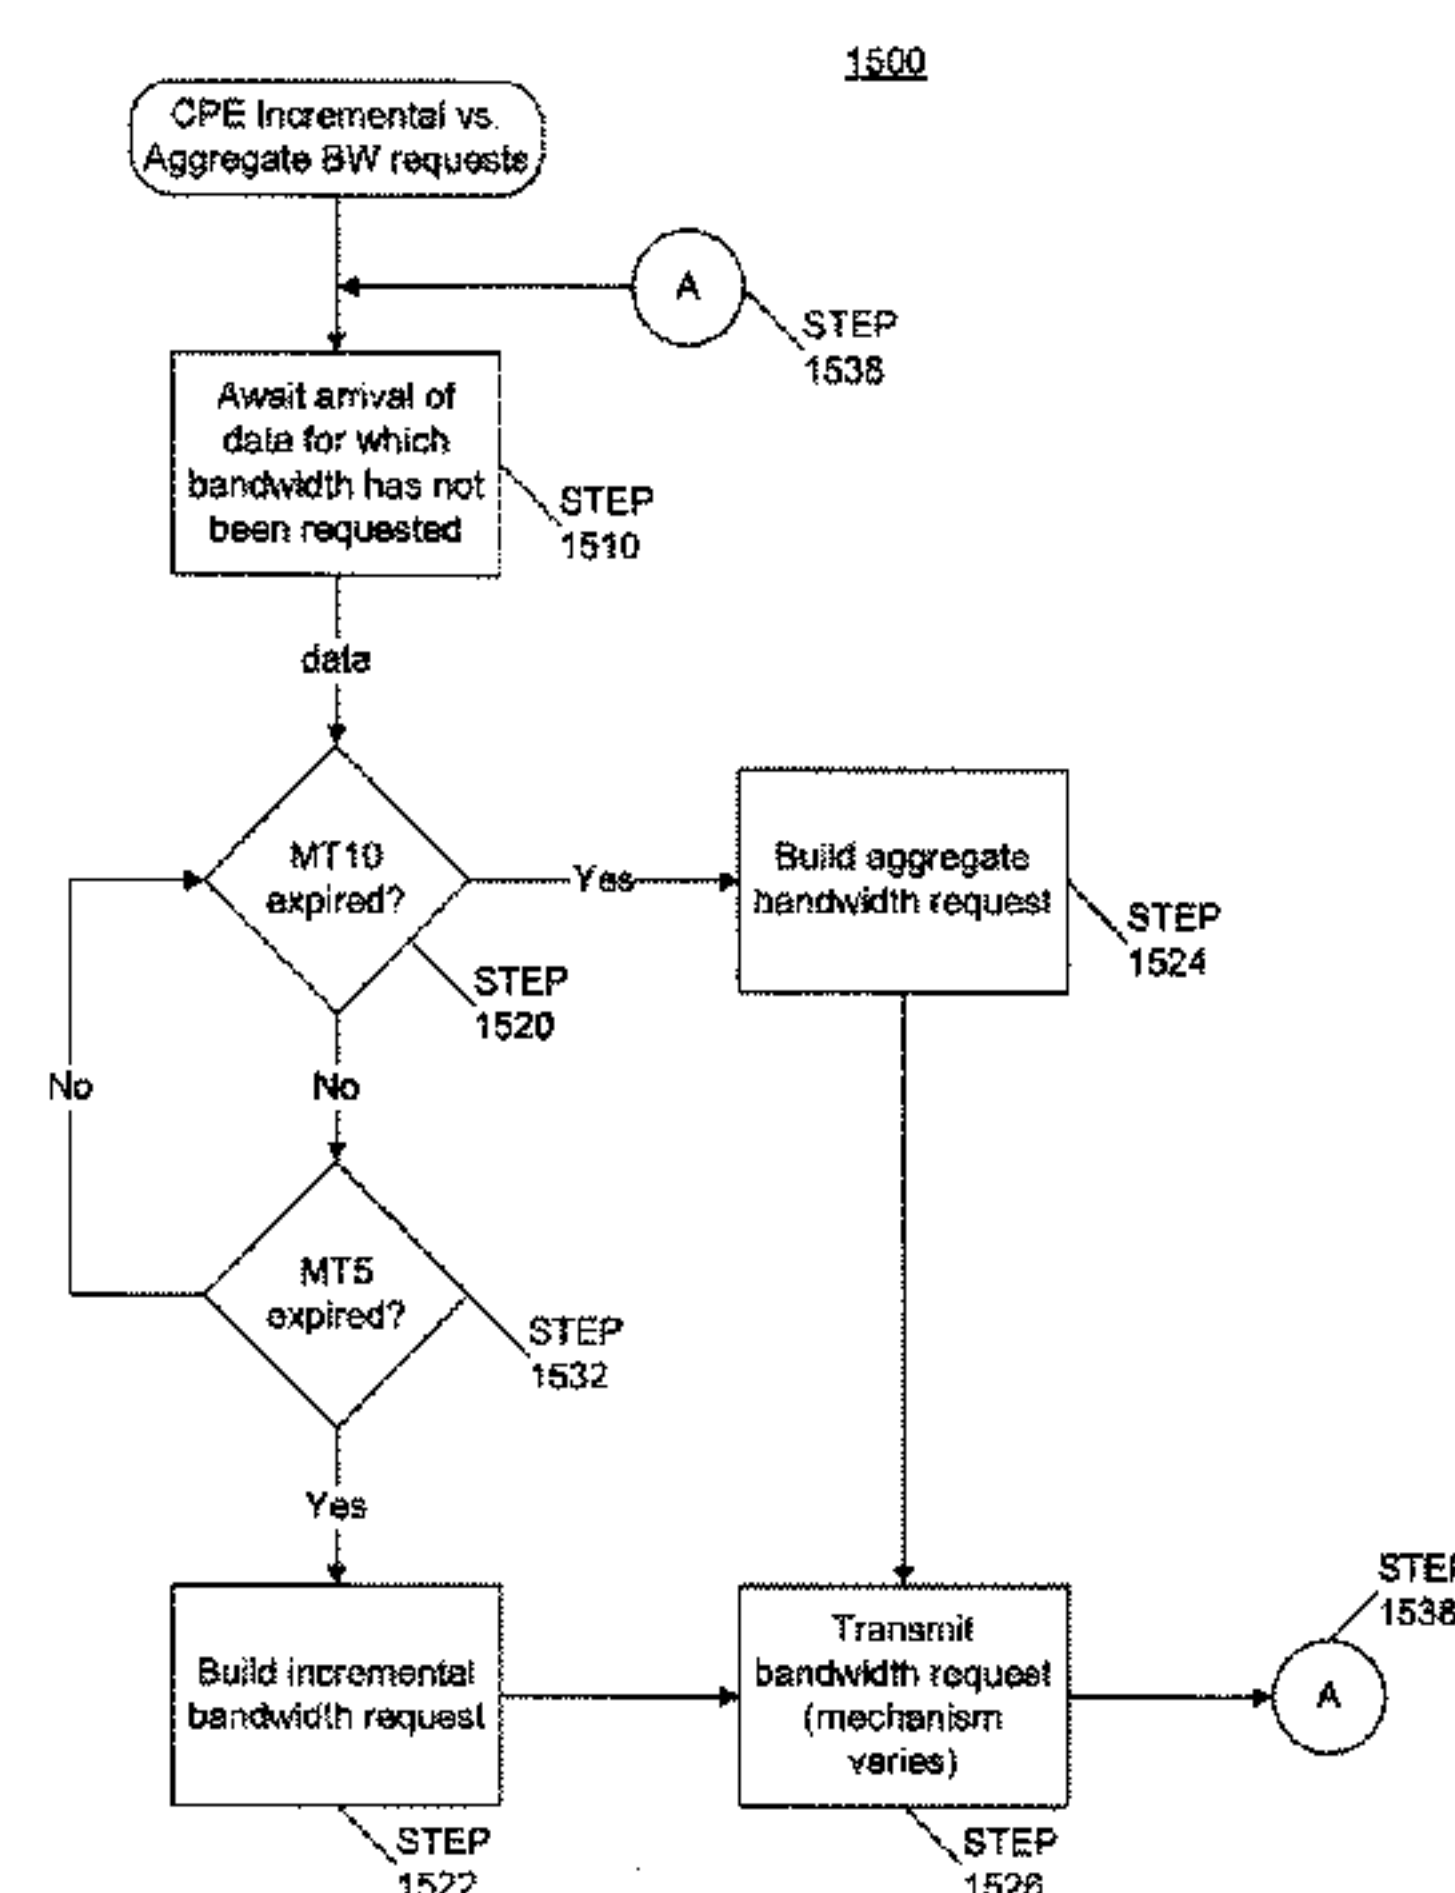 1500
CPE Incremental vs.
Aggregate BW requests
A
STEP
1538
Await arrival of
data for which
bandwidth has not
been requested
STEP
1510
data
MT10
expired?
Yes
Build aggregate
bandwidth request
STEP
1524
STEP
1520
No
No
MT5
expired?
STEP
1532
Yes
STEP
1538
Build incremental
bandwidth request
Transmit
bandwidth request
(mechanism
varies)
A
STEP
1522
STEP
1526